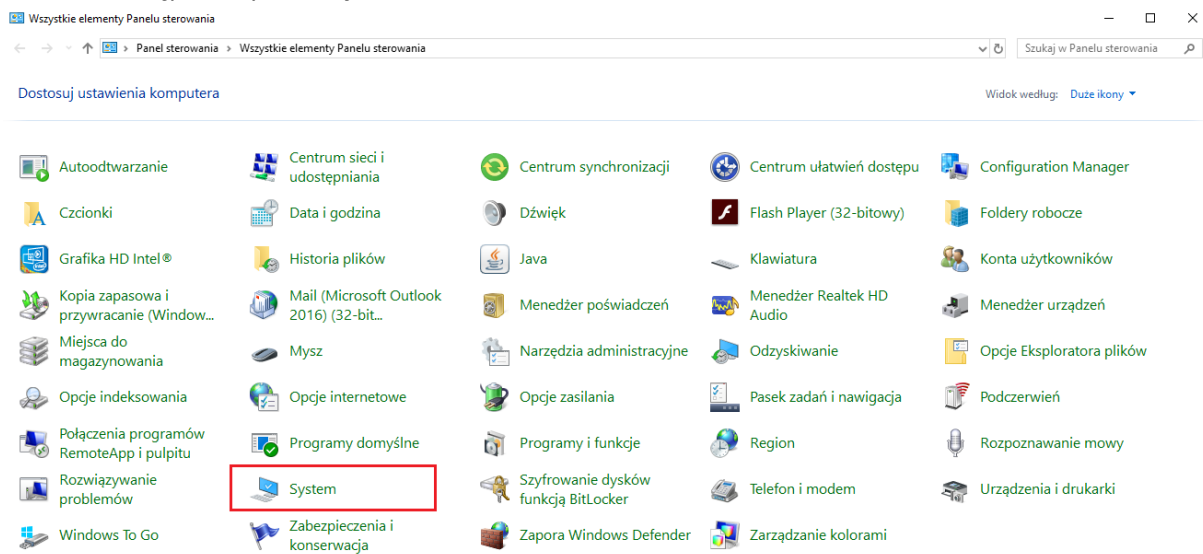 Wszystkie elementy Panelu sterowania
Panel sterowania > Wszystkie elementy Panelu sterowania
Szukaj w Panelu sterowania
Dostosuj ustawienia komputera
Widok według: Duże ikony
Autoodtwarzanie
Centrum sieci i
udostępniania
Centrum synchronizacji
Centrum ułatwień dostępu
Configuration Manager
Czcionki
Data i godzina
Dźwięk
Flash Player (32-bitowy)
Foldery robocze
Grafika HD Intel®
Historia plików
Java
Klawiatura
Konta użytkowników
Kopia zapasowa i
przywracanie (Window...
Mail (Microsoft Outlook
2016) (32-bit...
Menedżer poświadczeń
Menedżer Realtek HD
Audio
Menedżer urządzeń
Miejsca do
magazynowania
Mysz
Narzędzia administracyjne
Odzyskiwanie
Opcje Eksploratora plików
Opcje indeksowania
Opcje internetowe
Opcje zasilania
Pasek zadań i nawigacja
Podczerwień
Połączenia programów
RemoteApp i pulpitu
Programy domyślne
Programy i funkcje
Region
Rozpoznawanie mowy
Rozwiązywanie
problemów
System
Szyfrowanie dysków
funkcją BitLocker
Telefon i modem
Urządzenia i drukarki
Windows To Go
Zabezpieczenia i
konserwacja
Zapora Windows Defender
Zarządzanie kolorami